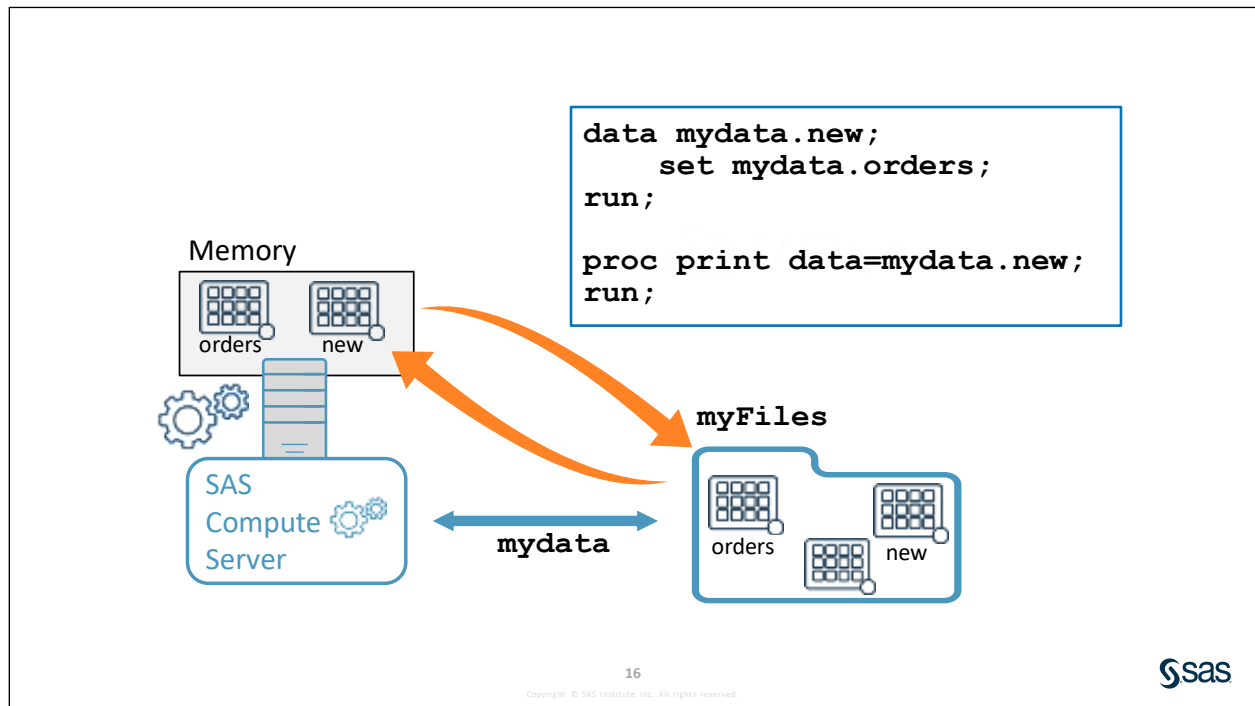 data mydata.new;
set mydata.orders;
run;
proc print data=mydata.new;
run;
Memory
orders new
myFiles
SAS
Compute
Server
mydata
orders
new
16
Copyright © SAS Institute Inc. All rights reserved.
sas